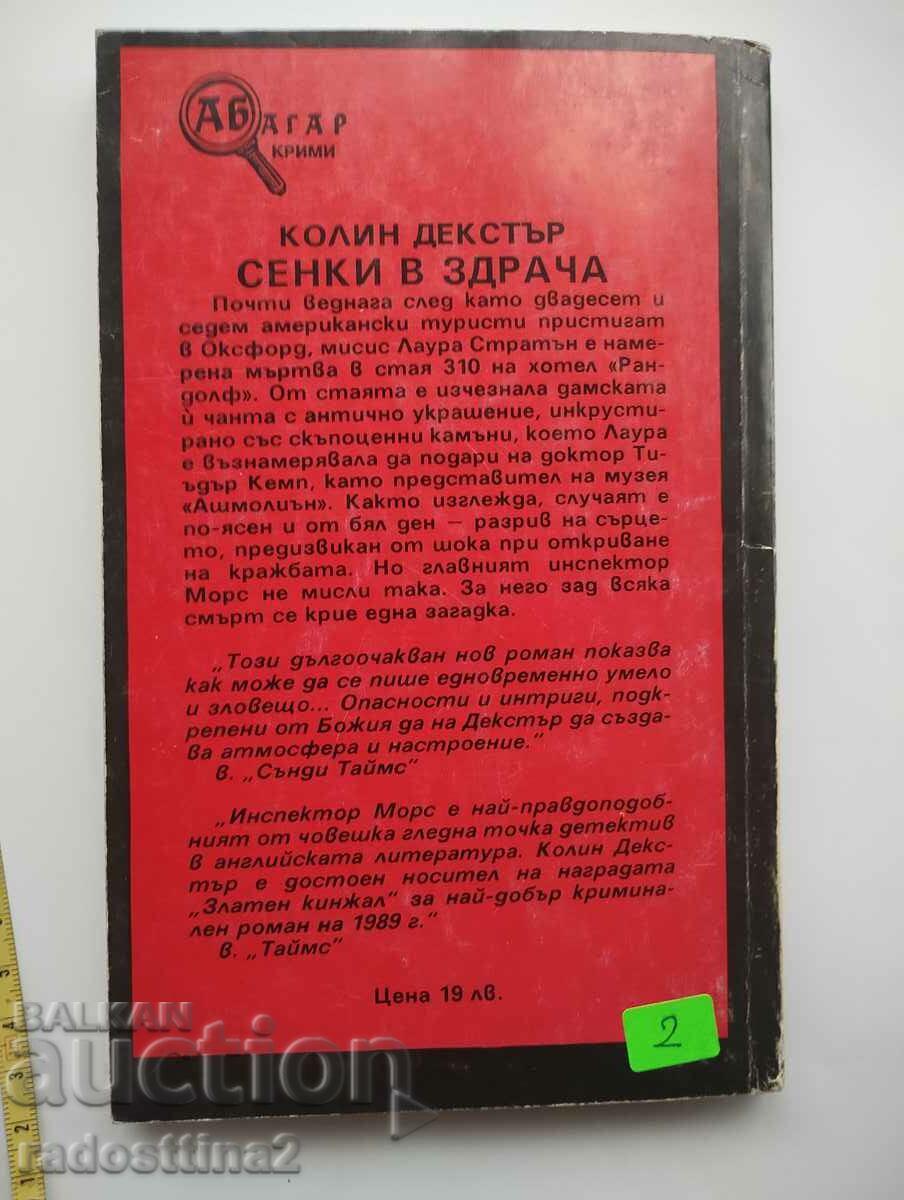 АБАГАР
КРИМИ
КОЛИН ДЕКСТЪР
СЕНКИ В ЗДРАЧА
Почти веднага след като двадесет и
седем американски туристи пристигат
в Оксфорд, мисис Лаура Стратън е наме-
рена мъртва в стая 310 на хотел «Ран-
долф». От стаята е изчезнала дамската
ѝ чанта с антично украшение, инкрусти-
рано със скъпоценни камъни, което Лаура
е възнамерявала да подари на доктор Ти-
ъдър Кемп, като представител на музея
«Ашмолиън». Както изглежда, случаят е
по-ясен и от бял ден – разрив на сърце-
то, предизвикан от шока при откриване
на кражбата. Но главният инспектор
Морс не мисли така. За него зад всяка
смърт се крие една загадка.
„Този дългоочакван нов роман показва
как може да се пише едновременно умело
и зловещо... Опасности и интриги, подк-
репени от Божия да на Декстър да създа-
ва атмосфера и настроение."
в. „Сънди Таймс"
„Инспектор Морс е най-правдоподоб-
ният от човешка гледна точка детектив
в английската литература. Колин Декс-
тър е достоен носител на наградата
„Златен кинжал" за най-добър кримина-
лен роман на 1989 г."
в. „Таймс"
Цена 19 лв.
2
BALKAN
auction
radosttina2
1 2 3 4 3